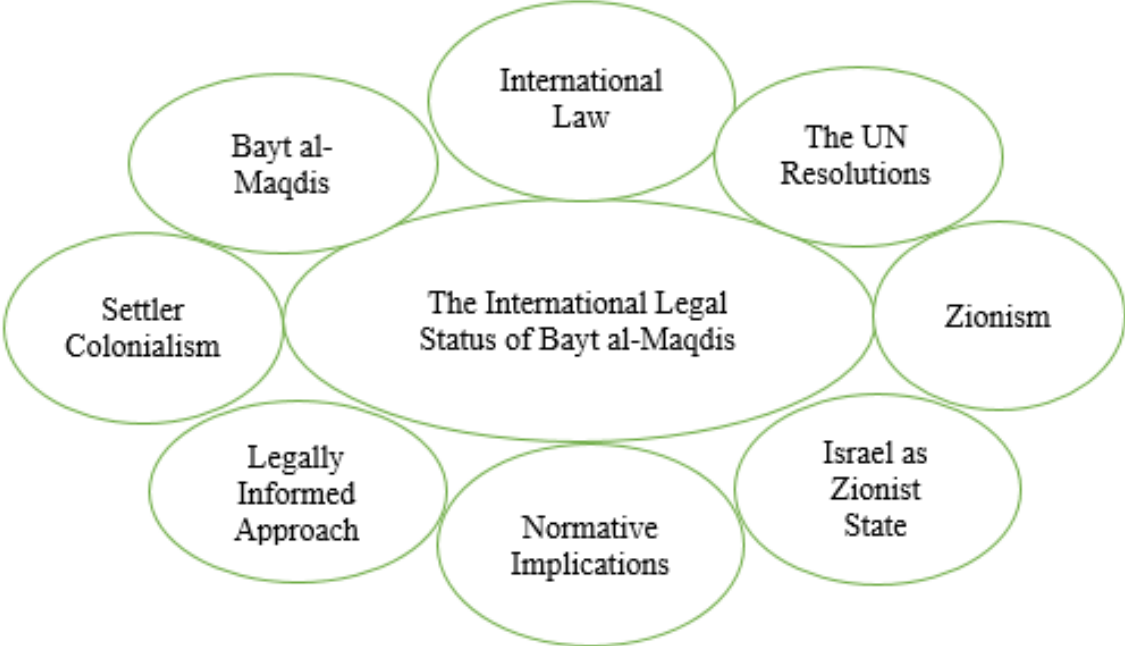 International
Law
The UN
Resolutions
Bayt al-
Maqdis
The International Legal
Status of Bayt al-Maqdis
Settler
Colonialism
Zionism
Legally
Informed
Approach
Normative
Implications
Israel as
Zionist
State